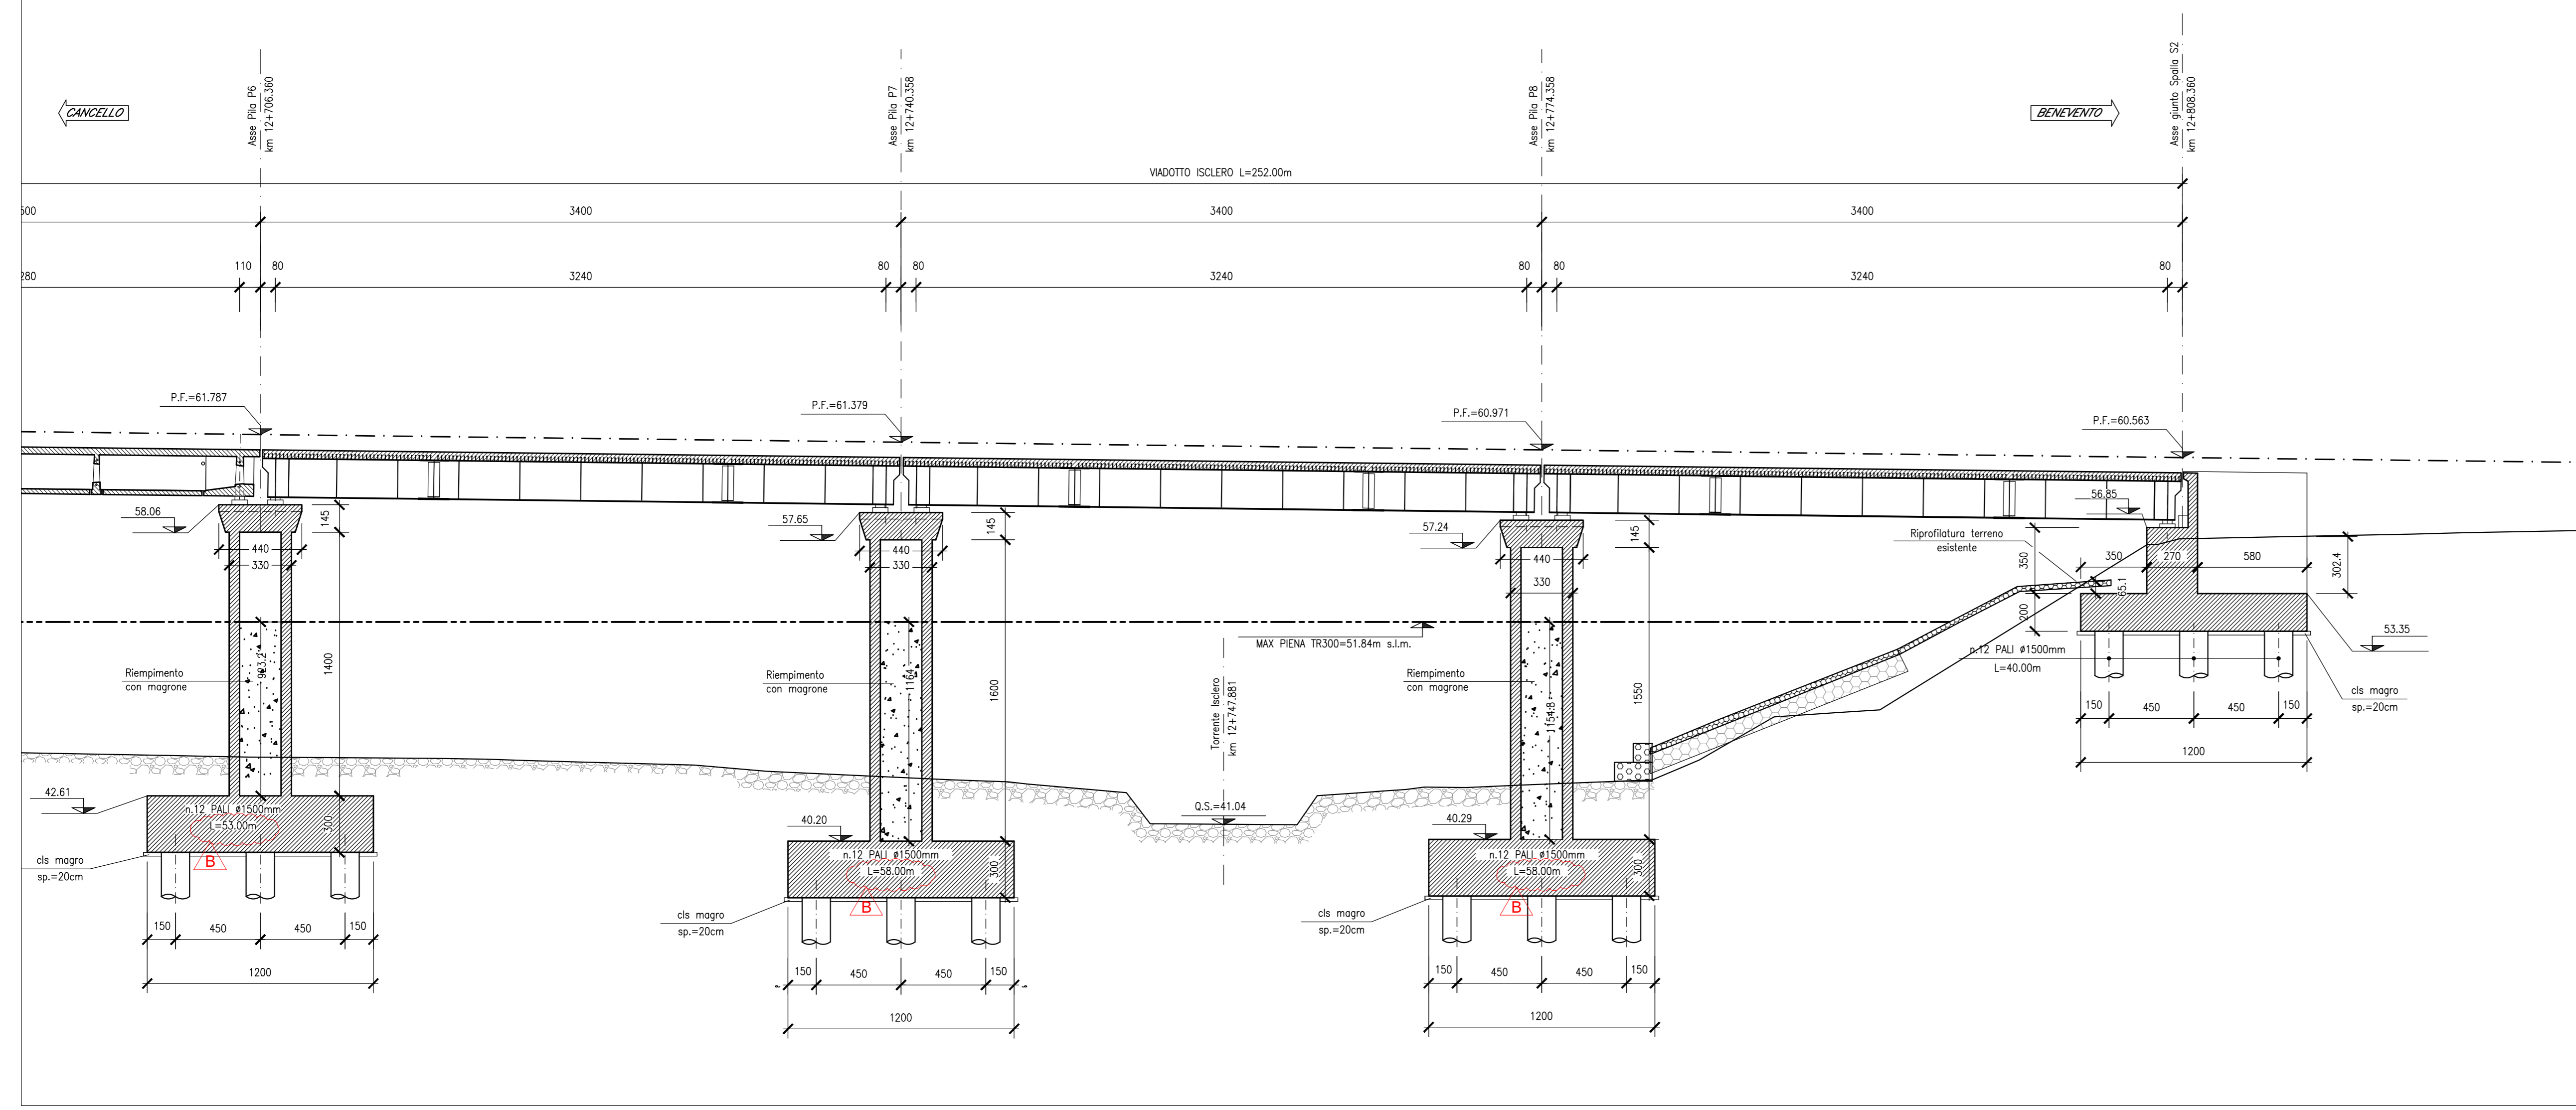 CANCELLO
Asse Pila P6
km 12+706.360
Asse Pila P7
km 12+740.358
Asse Pila P8
km 12+774.358
BENEVENTO
Asse giunto Spalla S2
km 12+808.360
VIADOTTO ISCLERO L=252.00m
3400
3400
3400
110
80
3240
80
80
3240
80
80
3240
80
P.F.=61.787
P.F.=61.379
P.F.=60.971
P.F.=60.563
58.06
145
440
330
57.65
145
440
330
57.24
145
440
330
56.85
Riprofilatura terreno
esistente
350
350
270
580
302.4
65.1
200
MAX PIENA TR300=51.84m s.l.m.
53.35
Riempimento
con magrone
923.2
1400
Riempimento
con magrone
1164
1600
Torrente Isclero
km 12+747.881
Riempimento
con magrone
1154.8
1550
n.12 PALI ø1500mm
L=40.00m
cls magro
sp.=20cm
150
450
450
150
1200
42.61
n.12 PALI ø1500mm
L=53.00m
300
B
cls magro
sp.=20cm
150
450
450
150
1200
40.20
n.12 PALI ø1500mm
L=58.00m
300
B
cls magro
sp.=20cm
150
450
450
150
1200
Q.S.=41.04
40.29
n.12 PALI ø1500mm
L=58.00m
300
B
cls magro
sp.=20cm
150
450
450
150
1200